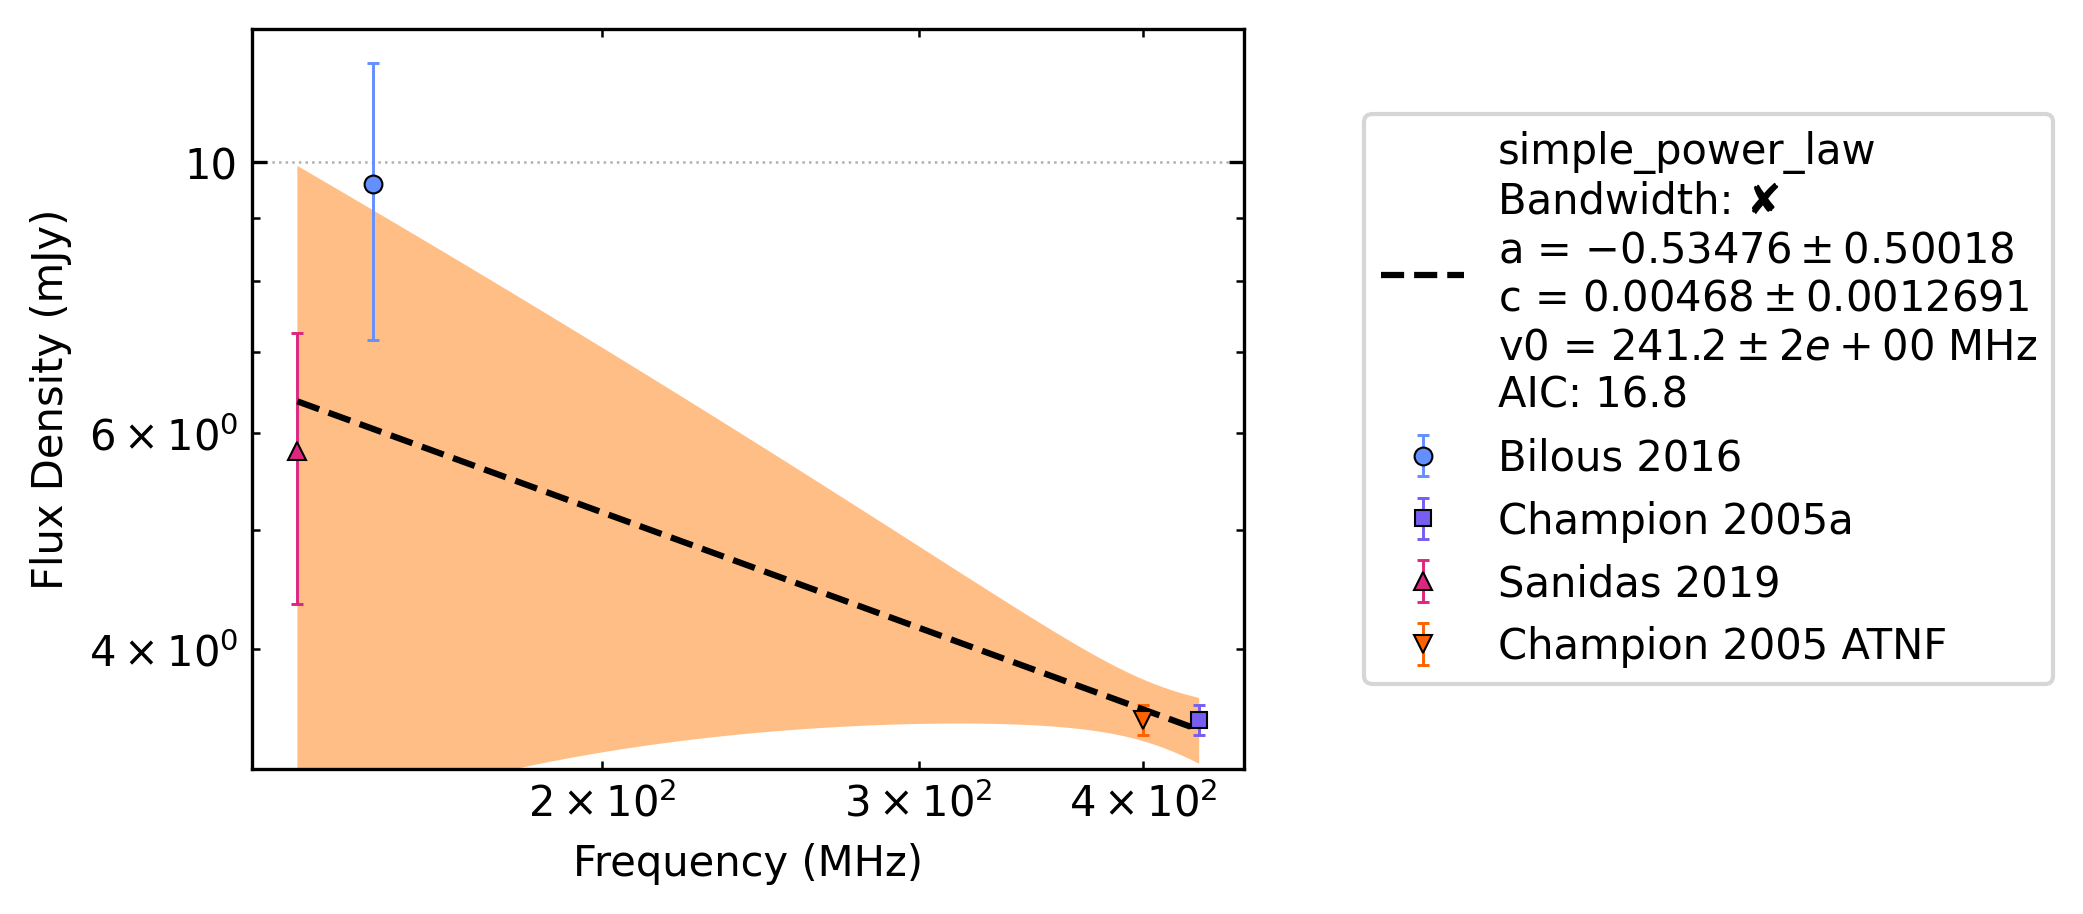 Flux Density (mJy)
10
6 × 10⁰
4 × 10⁰
2 × 10²
3 × 10²
4 × 10²
Frequency (MHz)
simple_power_law
Bandwidth: ✘
a = −0.53476 ± 0.50018
c = 0.00468 ± 0.0012691
v0 = 241.2 ± 2e + 00 MHz
AIC: 16.8
Bilous 2016
Champion 2005a
Sanidas 2019
Champion 2005 ATNF